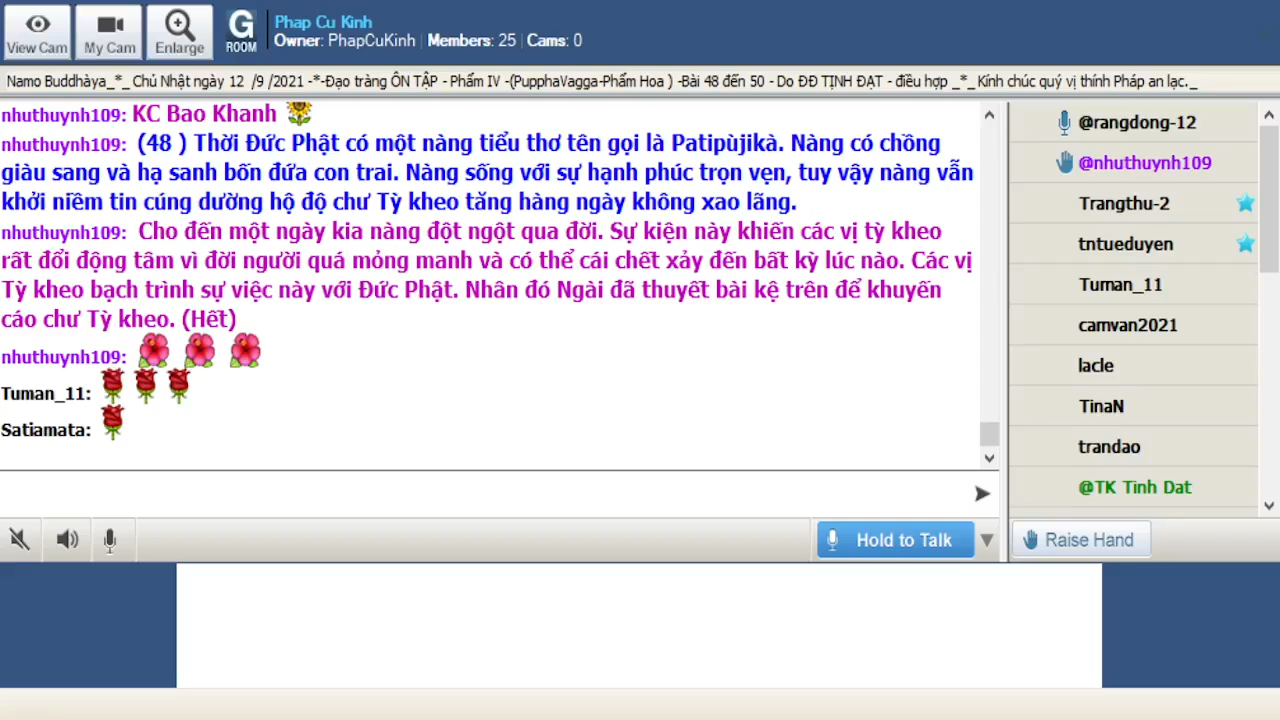 View Cam
My Cam
Enlarge
G
ROOM
Phap Cu Kinh
Owner: PhapCuKinh | Members: 25 | Cams: 0
Namo Buddhàya_*_ Chủ Nhật ngày 12 /9 /2021 -*-Đạo tràng ÔN TẬP - Phẩm IV -(PupphaVagga-Phẩm Hoa ) -Bài 48 đến 50 - Do ĐĐ TỊNH ĐẠT - điều hợp _*_ Kính chúc quý vị thính Pháp an lạc._
nhuthuynh109: KC Bao Khanh
nhuthuynh109: (48 ) Thời Đức Phật có một nàng tiểu thơ tên gọi là Patipùjikà. Nàng có chồng
giàu sang và hạ sanh bốn đứa con trai. Nàng sống với sự hạnh phúc trọn vẹn, tuy vậy nàng vẫn
khởi niềm tin cúng dường hộ độ chư Tỳ kheo tăng hàng ngày không xao lãng.
nhuthuynh109: Cho đến một ngày kia nàng đột ngột qua đời. Sự kiện này khiến các vị tỳ kheo
rất đổi động tâm vì đời người quá mỏng manh và có thể cái chết xảy đến bất kỳ lúc nào. Các vị
Tỳ kheo bạch trình sự việc này với Đức Phật. Nhân đó Ngài đã thuyết bài kệ trên để khuyến
cáo chư Tỳ kheo. (Hết)
nhuthuynh109:
Tuman_11:
Satiamata:
@rangdong-12
@nhuthuynh109
Trangthu-2
tntueduyen
Tuman_11
camvan2021
lacle
TinaN
trandao
@TK Tinh Dat
Hold to Talk
Raise Hand